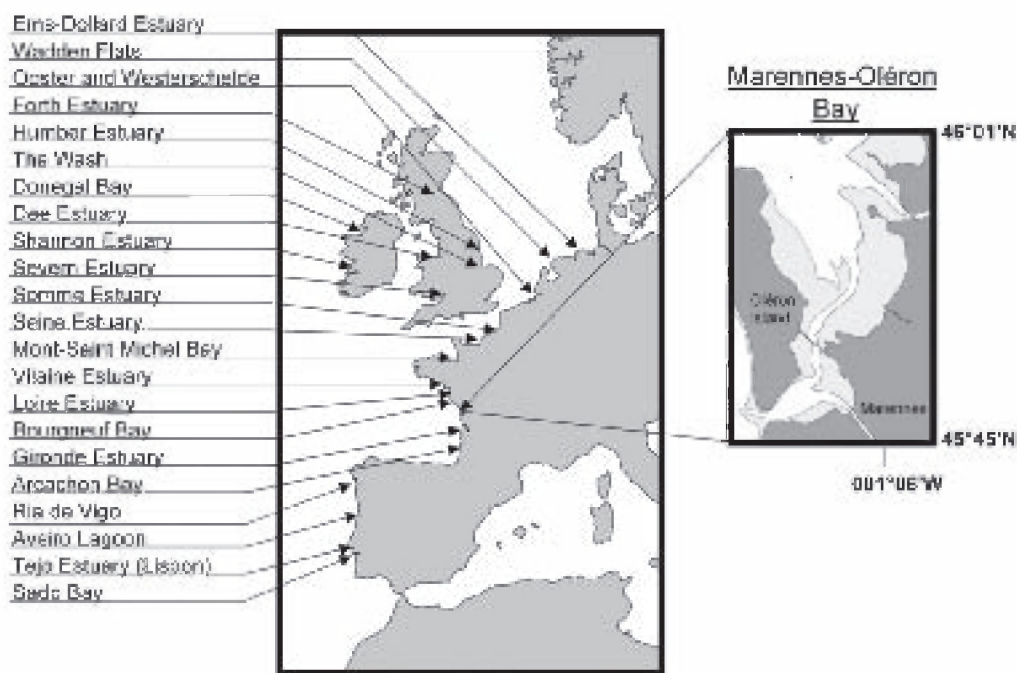 Ems-Dollard Estuary
Wadden Flats
Ooster and Westerschelde
Forth Estuary
Humber Estuary
The Wash
Donegal Bay
Dee Estuary
Shannon Estuary
Severn Estuary
Somme Estuary
Seine Estuary
Mont-Saint Michel Bay
Vilaine Estuary
Loire Estuary
Bourgneuf Bay
Gironde Estuary
Arcachon Bay
Ria de Vigo
Aveiro Lagoon
Tejo Estuary (Lisbon)
Sado Bay
Marennes-Oléron
Bay
46°01'N
Oléron
Island
Marennes
45°45'N
001°06'W